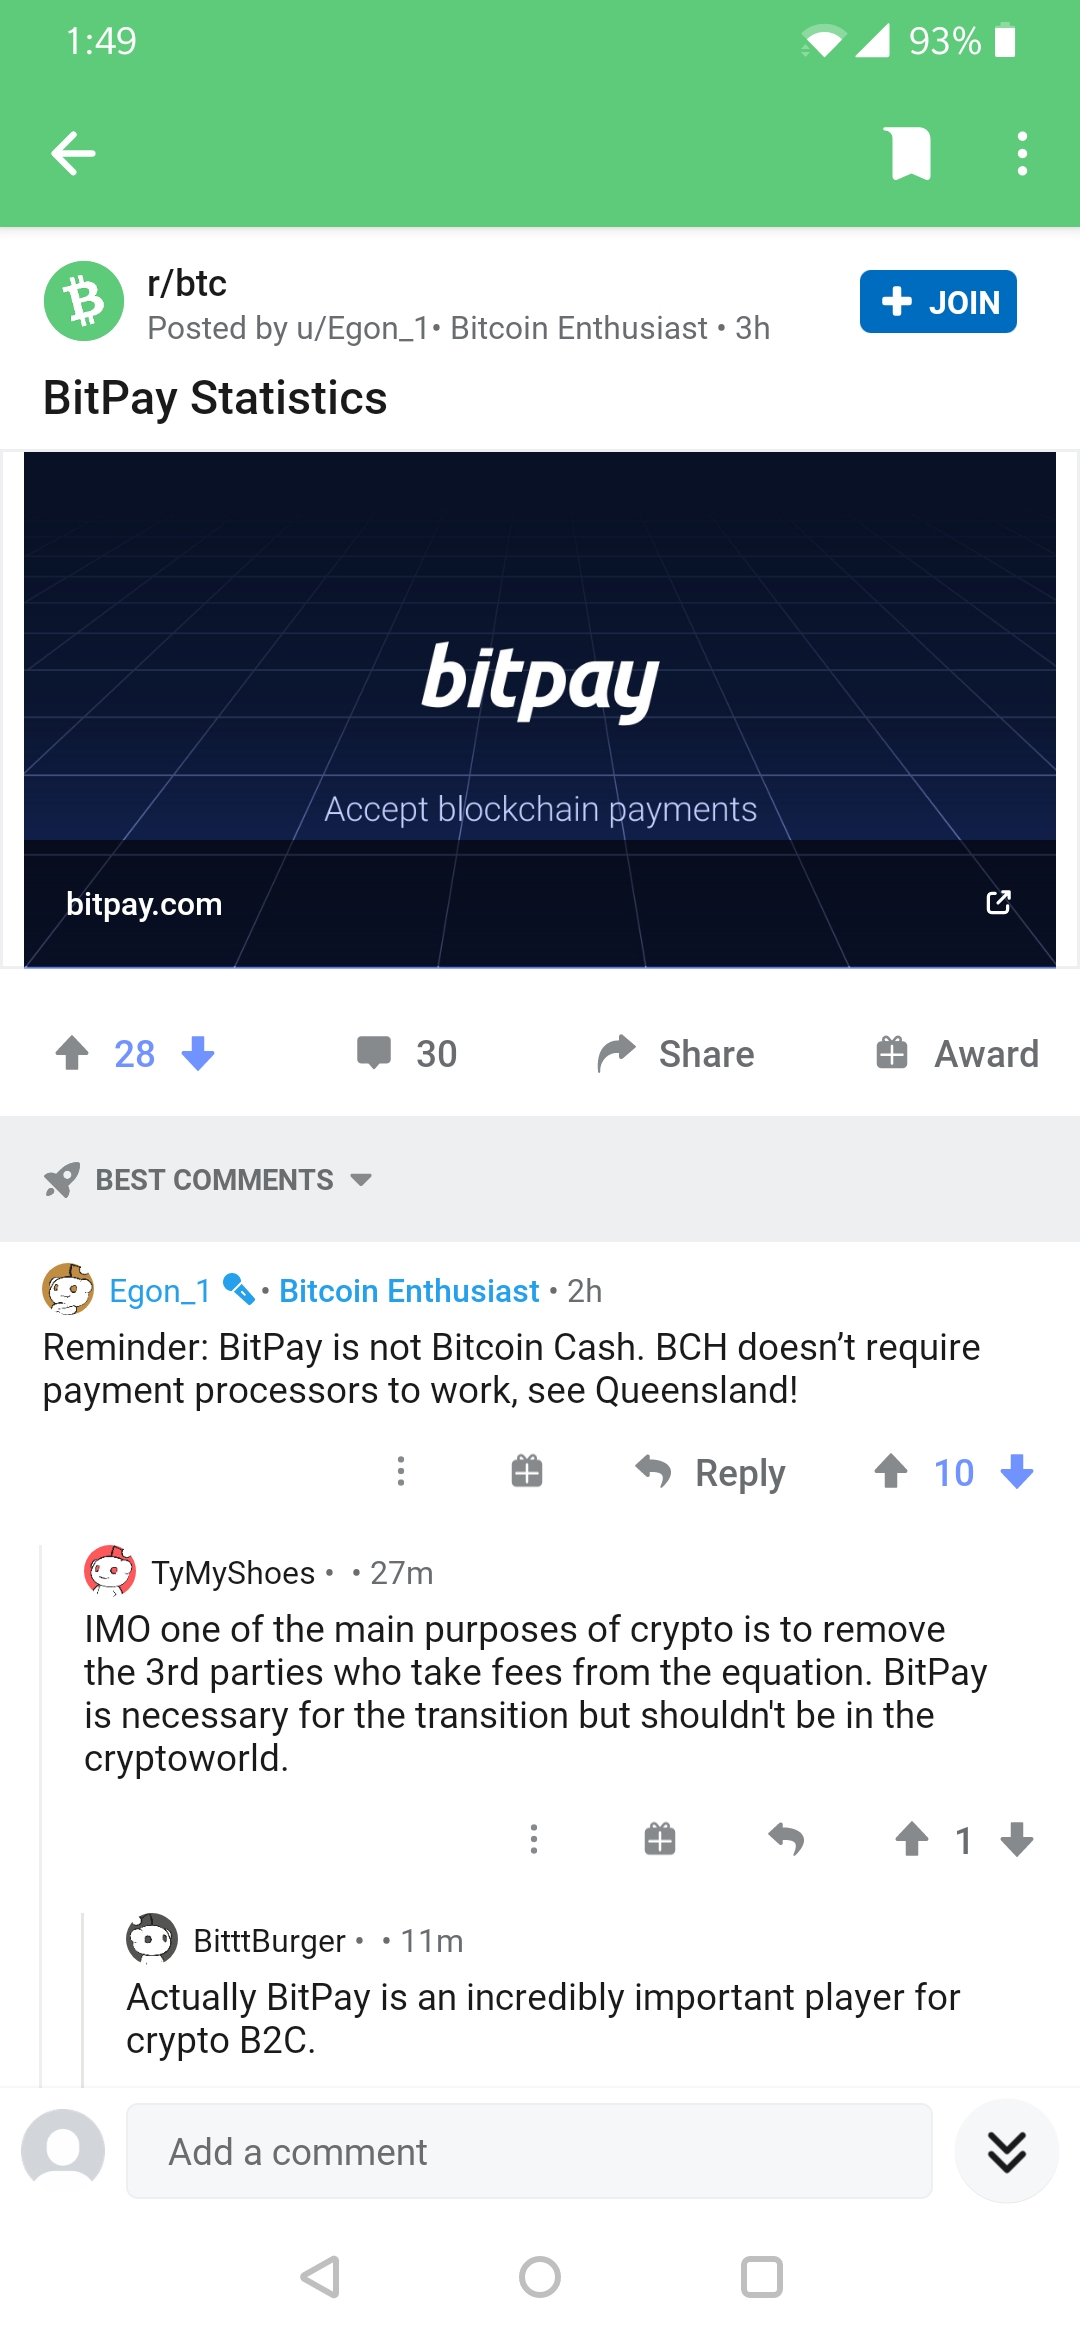 1:49
93%
r/btc
Posted by u/Egon_1• Bitcoin Enthusiast • 3h
+ JOIN
BitPay Statistics
bitpay
Accept blockchain payments
bitpay.com
28
30
Share
Award
BEST COMMENTS
Egon_1 • Bitcoin Enthusiast • 2h
Reminder: BitPay is not Bitcoin Cash. BCH doesn’t require
payment processors to work, see Queensland!
Reply
10
TyMyShoes • • 27m
IMO one of the main purposes of crypto is to remove
the 3rd parties who take fees from the equation. BitPay
is necessary for the transition but shouldn't be in the
cryptoworld.
1
BitttBurger • • 11m
Actually BitPay is an incredibly important player for
crypto B2C.
Add a comment